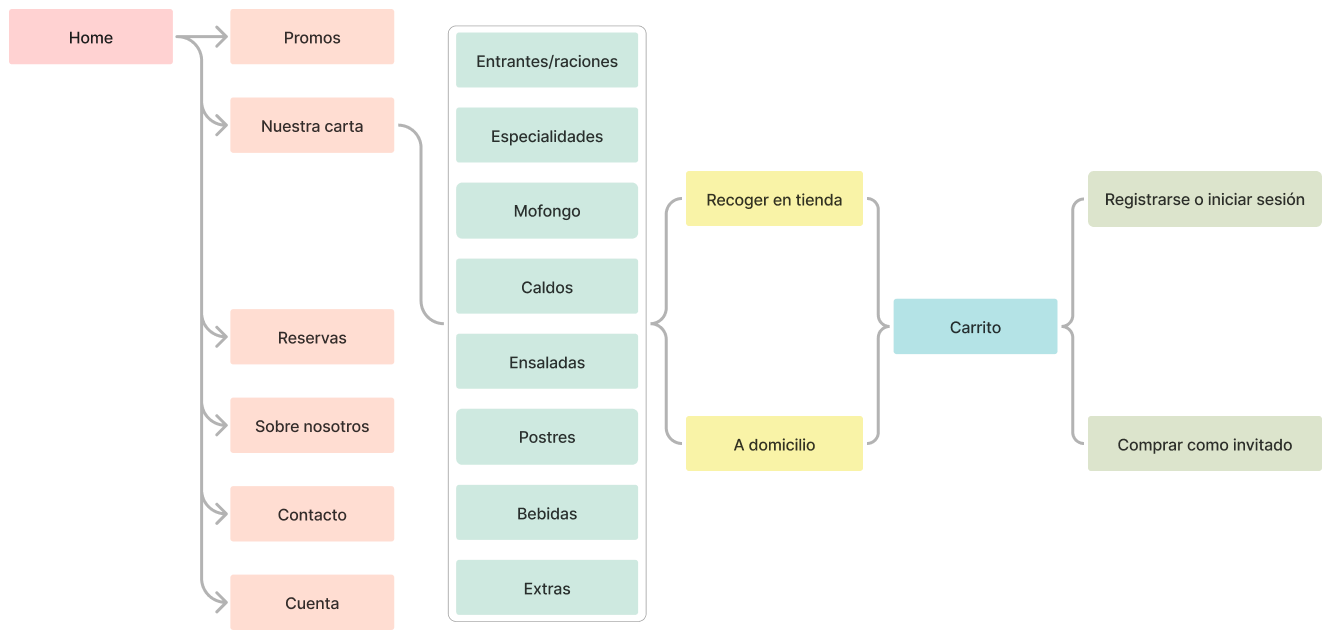 Home
Promos
Nuestra carta
Reservas
Sobre nosotros
Contacto
Cuenta
Entrantes/raciones
Especialidades
Mofongo
Caldos
Ensaladas
Postres
Bebidas
Extras
Recoger en tienda
A domicilio
Carrito
Registrarse o iniciar sesión
Comprar como invitado